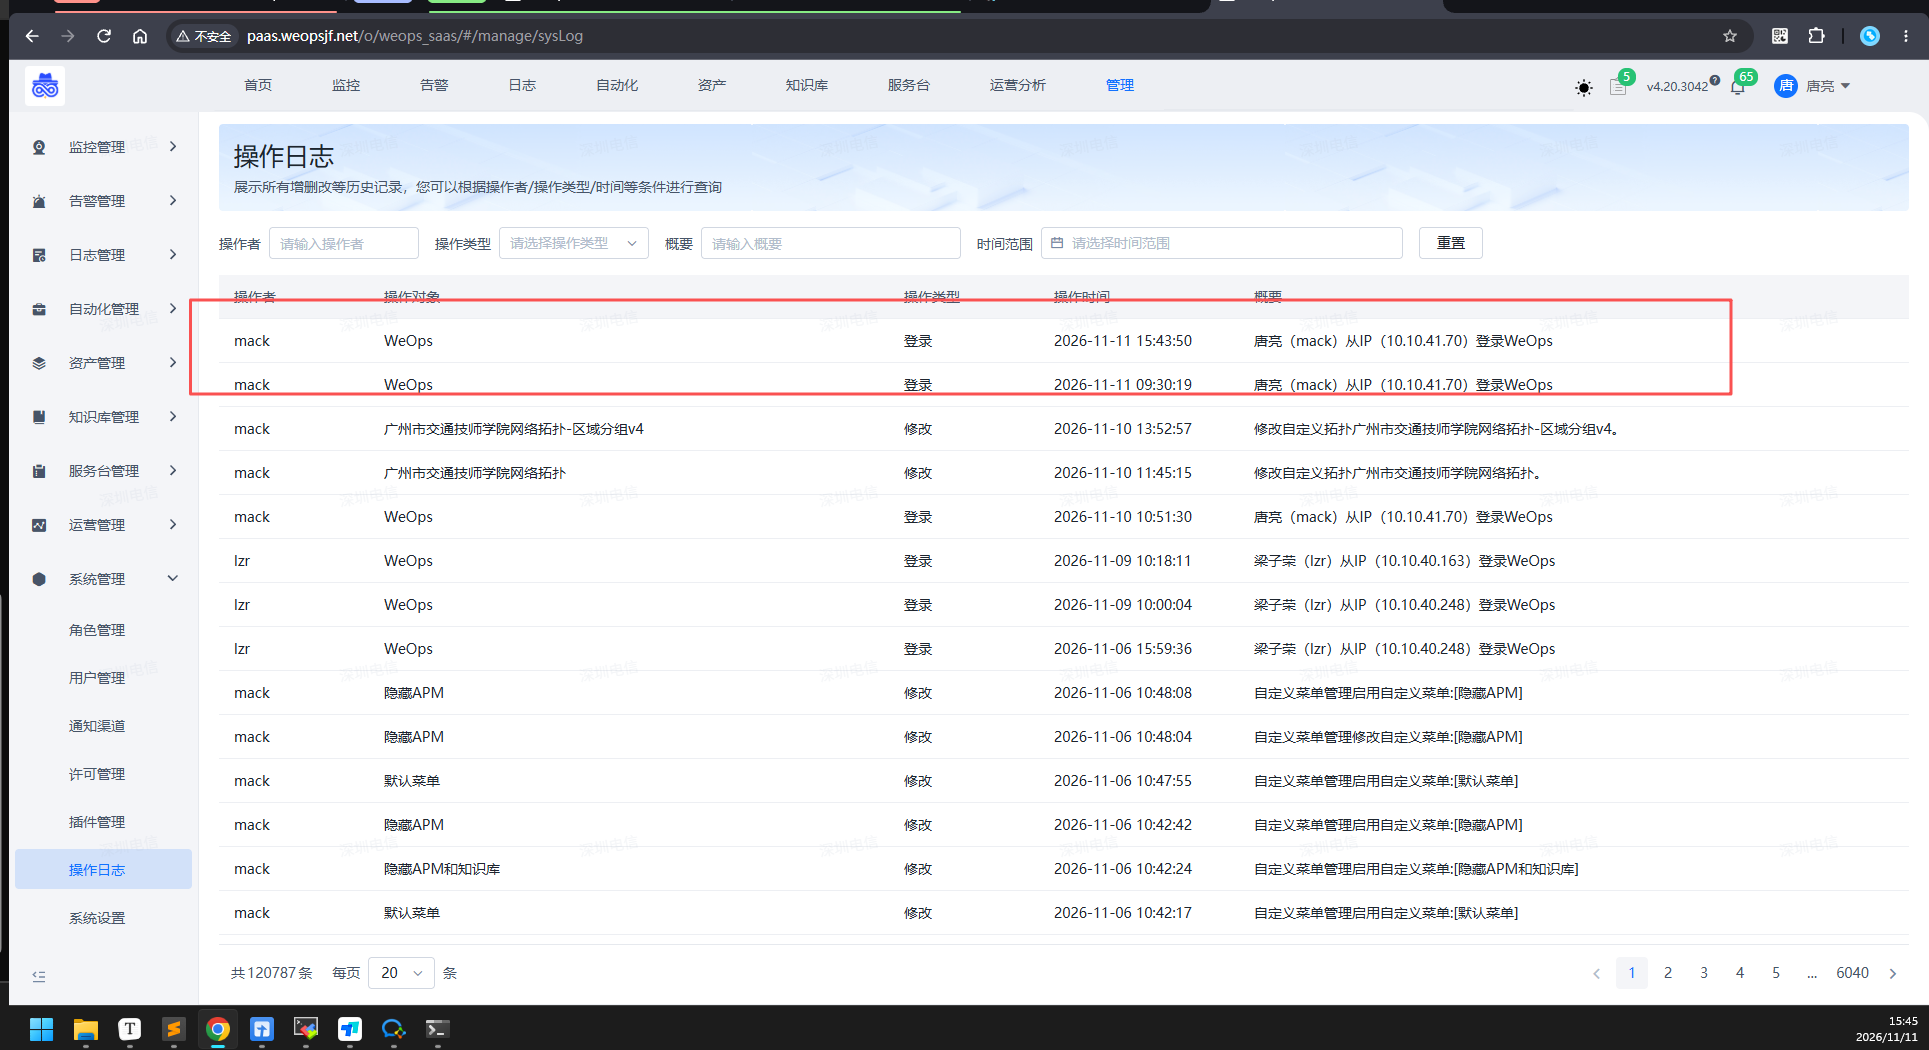 不安全 paas.weopsjf.net/o/weops_saas/#/manage/sysLog
首页 监控 告警 日志 自动化 资产 知识库 服务台 运营分析 管理 5 v4.20.3042 65 唐 唐亮
监控管理
告警管理
日志管理
自动化管理
资产管理
知识库管理
服务台管理
运营管理
系统管理
角色管理
用户管理
通知渠道
许可管理
插件管理
操作日志
系统设置
操作日志
展示所有增删改等历史记录，您可以根据操作者/操作类型/时间等条件进行查询
操作者 请输入操作者 操作类型 请选择操作类型 概要 请输入概要 时间范围 请选择时间范围 重置
操作者 操作对象 操作类型 操作时间 概要
mack WeOps 登录 2026-11-11 15:43:50 唐亮（mack）从IP（10.10.41.70）登录WeOps
mack WeOps 登录 2026-11-11 09:30:19 唐亮（mack）从IP（10.10.41.70）登录WeOps
mack 广州市交通技师学院网络拓扑-区域分组v4 修改 2026-11-10 13:52:57 修改自定义拓扑广州市交通技师学院网络拓扑-区域分组v4。
mack 广州市交通技师学院网络拓扑 修改 2026-11-10 11:45:15 修改自定义拓扑广州市交通技师学院网络拓扑。
mack WeOps 登录 2026-11-10 10:51:30 唐亮（mack）从IP（10.10.41.70）登录WeOps
lzr WeOps 登录 2026-11-09 10:18:11 梁子荣（lzr）从IP（10.10.40.163）登录WeOps
lzr WeOps 登录 2026-11-09 10:00:04 梁子荣（lzr）从IP（10.10.40.248）登录WeOps
lzr WeOps 登录 2026-11-06 15:59:36 梁子荣（lzr）从IP（10.10.40.248）登录WeOps
mack 隐藏APM 修改 2026-11-06 10:48:08 自定义菜单管理启用自定义菜单:[隐藏APM]
mack 隐藏APM 修改 2026-11-06 10:48:04 自定义菜单管理修改自定义菜单:[隐藏APM]
mack 默认菜单 修改 2026-11-06 10:47:55 自定义菜单管理启用自定义菜单:[默认菜单]
mack 隐藏APM 修改 2026-11-06 10:42:42 自定义菜单管理启用自定义菜单:[隐藏APM]
mack 隐藏APM和知识库 修改 2026-11-06 10:42:24 自定义菜单管理启用自定义菜单:[隐藏APM和知识库]
mack 默认菜单 修改 2026-11-06 10:42:17 自定义菜单管理启用自定义菜单:[默认菜单]
共120787条 每页 20 条 1 2 3 4 5 ... 6040
深圳电信
15:45
2026/11/11